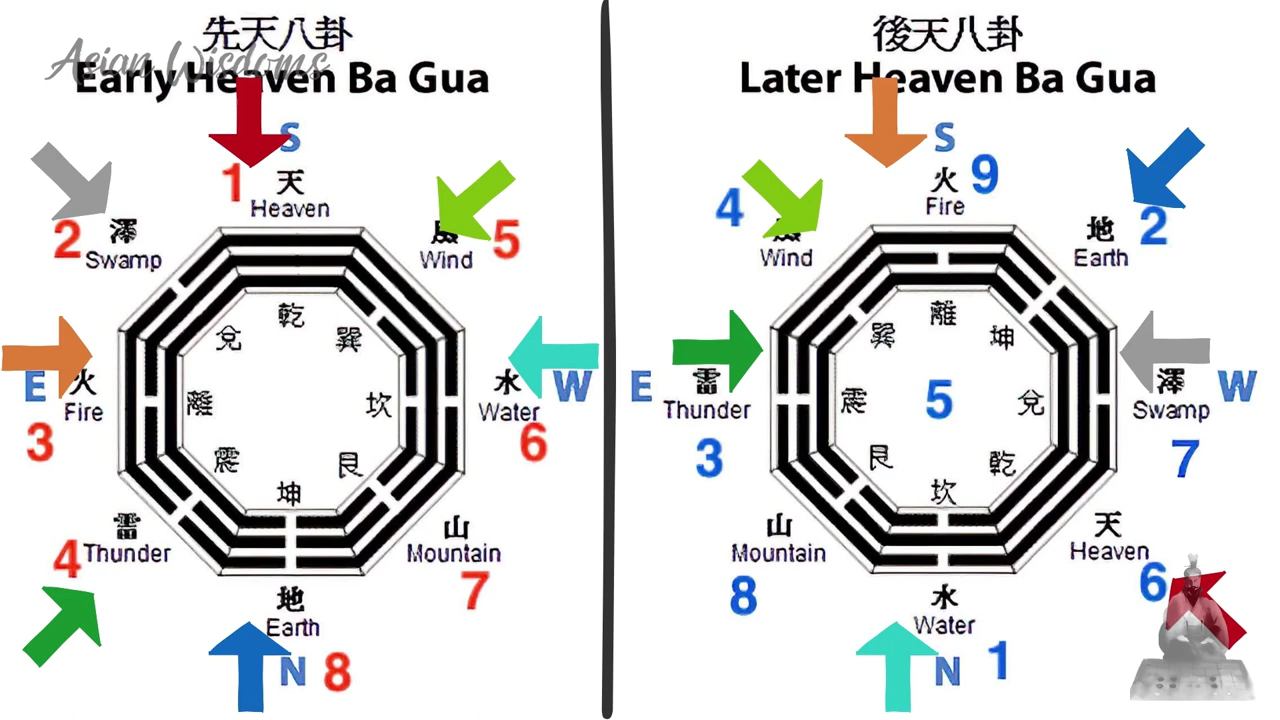 先天八卦
Asian Wisdoms
Early Heaven Ba Gua
S
1
天
Heaven
2
澤
Swamp
5
Wind
乾
兌
巽
E
火
Fire
3
離
坎
水
Water
W
6
震
艮
坤
雷
Thunder
4
山
Mountain
7
地
Earth
N
8
後天八卦
Later Heaven Ba Gua
S
火
9
Fire
4
Wind
地
2
Earth
離
巽
坤
E
雷
Thunder
3
震
5
兌
澤
Swamp
W
7
艮
乾
坎
山
Mountain
8
天
Heaven
6
水
Water
N
1